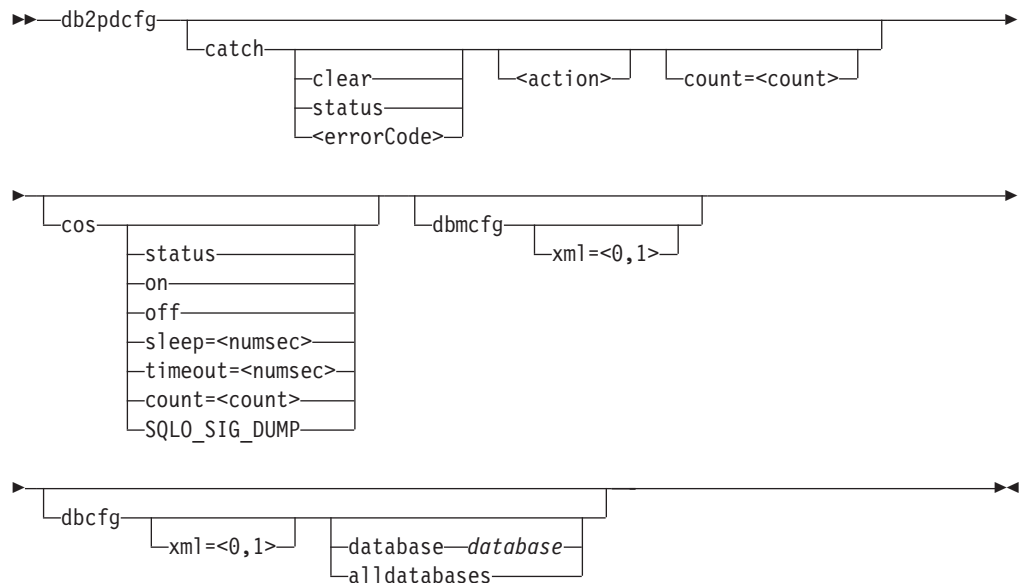 db2pdcfg
catch
clear
<action>
count=<count>
status
<errorCode>
cos
dbmcfg
status
xml=<0,1>
on
off
sleep=<numsec>
timeout=<numsec>
count=<count>
SQLO_SIG_DUMP
dbcfg
xml=<0,1>
database database
alldatabases